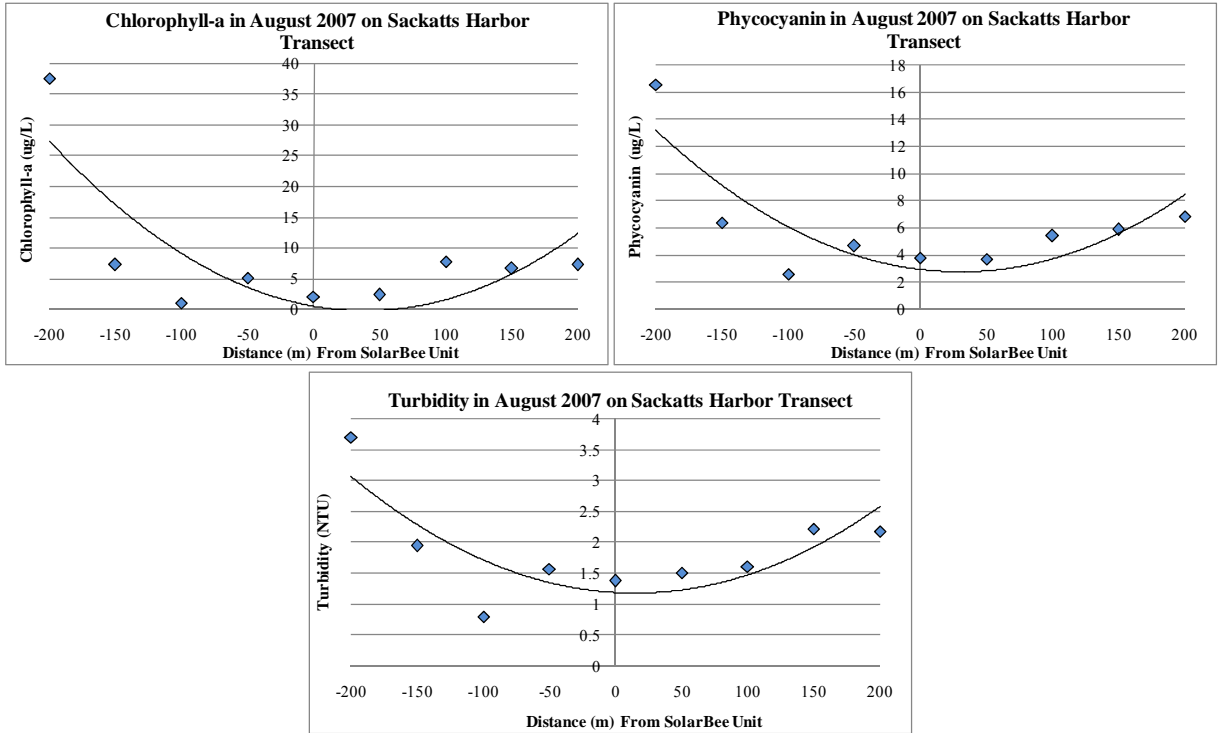 Chlorophyll-a in August 2007 on Sackatts Harbor
Transect
40
35
30
25
20
15
10
5
0
Chlorophyll-a (ug/L)
-200 -150 -100 -50 0 50 100 150 200
Distance (m) From SolarBee Unit
Phycocyanin in August 2007 on Sackatts Harbor
Transect
18
16
14
12
10
8
6
4
2
0
Phycocyanin (ug/L)
-200 -150 -100 -50 0 50 100 150 200
Distance (m) From SolarBee Unit
Turbidity in August 2007 on Sackatts Harbor Transect
4
3.5
3
2.5
2
1.5
1
0.5
0
Turbidity (NTU)
-200 -150 -100 -50 0 50 100 150 200
Distance (m) From SolarBee Unit